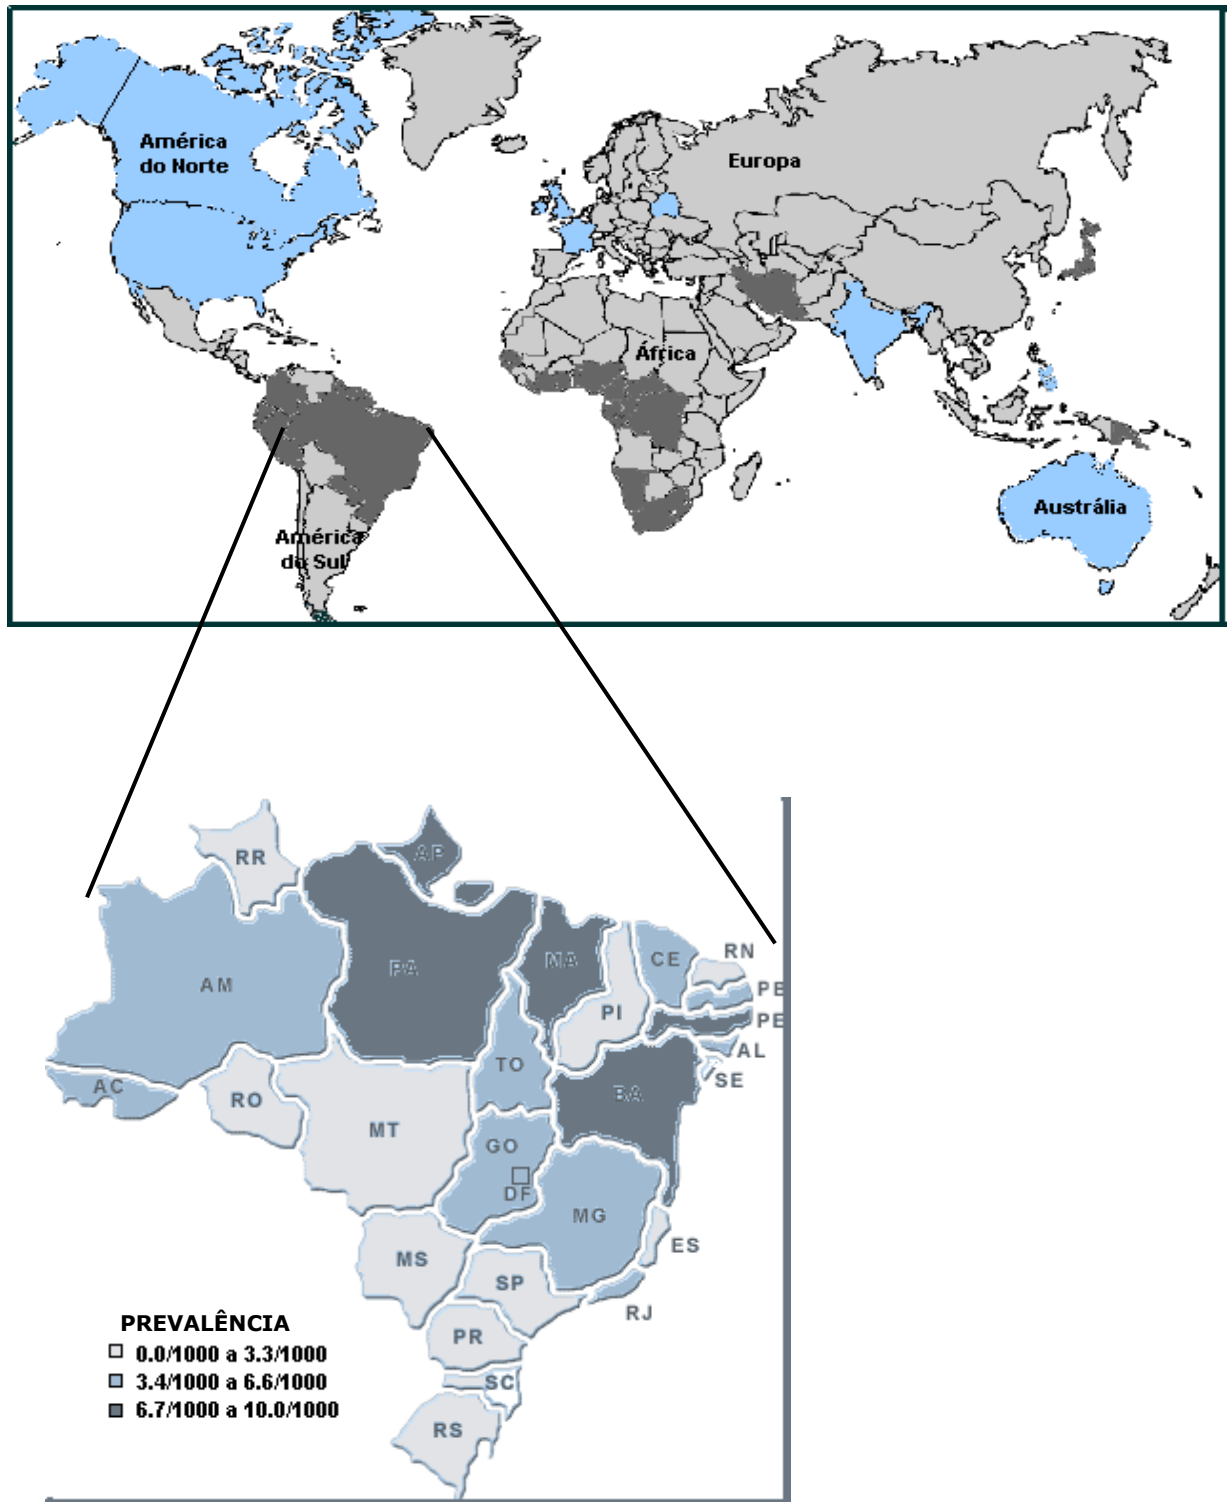 América
do Norte
Europa
África
Austrália
América
do Sul
RR
AP
AM
PA
MA
CE
RN
PB
PI
PE
AL
SE
TO
AC
RO
BA
MT
GO
DF
MG
ES
MS
SP
RJ
PREVALÊNCIA
0.0/1000 a 3.3/1000
3.4/1000 a 6.6/1000
6.7/1000 a 10.0/1000
PR
SC
RS